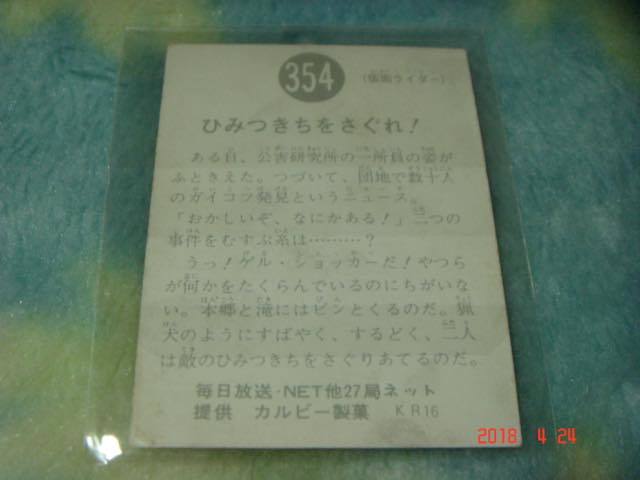 354
(仮面ライダー)
ひみつきちをさぐれ!
ある日、公害研究所の一所員の姿が
ふときえた。つづいて、団地で数十人
のガイコツ発見というニュース。
「おかしいぞ、なにかある!」二つの
事件をむすぶ糸は………?
うっ!ゲル・ショッカーだ!やつら
が何かをたくらんでいるのにちがいな
い。本郷と滝にはピンとくるのだ。猟
犬のようにすばやく、するどく、二人
は敵のひみつきちをさぐりあてるのだ。
毎日放送・NET他27局ネット
提供 カルビー製菓 KR16
2018 4 24